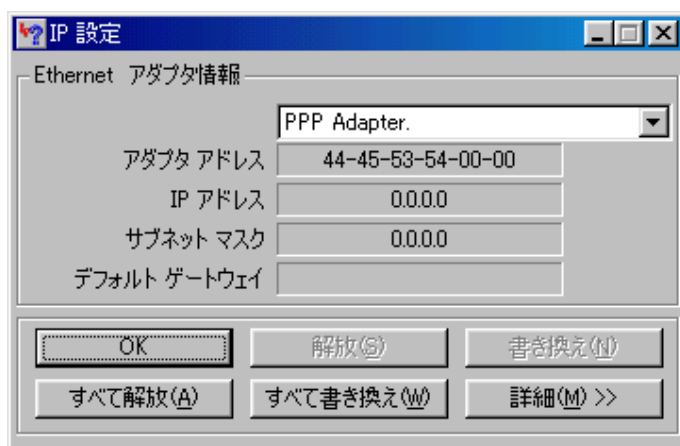 IP 設定
Ethernet アダプタ情報
PPP Adapter.
アダプタ アドレス 44-45-53-54-00-00
IP アドレス 0.0.0.0
サブネット マスク 0.0.0.0
デフォルト ゲートウェイ
OK 解放(S) 書き換え(N)
すべて解放(A) すべて書き換え(W) 詳細(M) >>